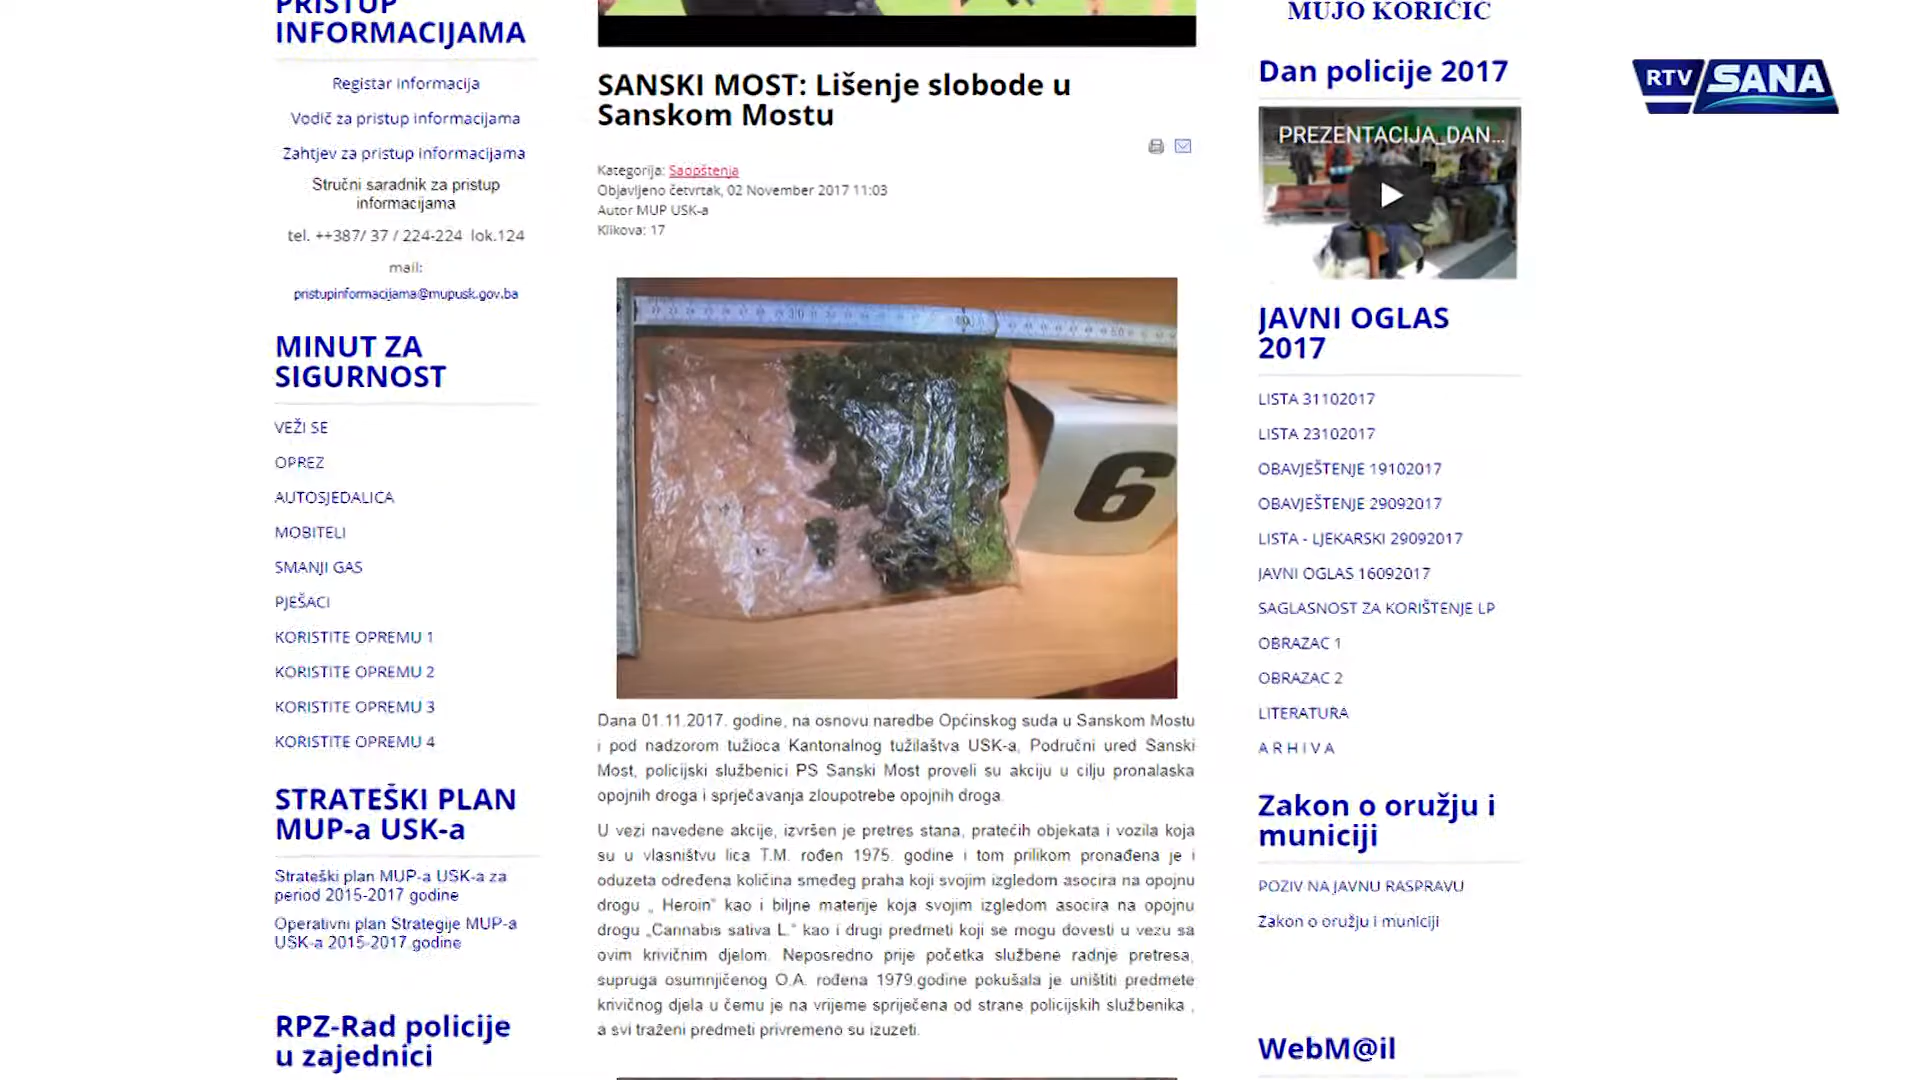 PRISTUP
INFORMACIJAMA
Registar informacija
Vodič za pristup informacijama
Zahtjev za pristup informacijama
Stručni saradnik za pristup
informacijama
tel. ++387/ 37 / 224-224 lok.124
mail:
pristupinformacijama@mupusk.gov.ba
MINUT ZA
SIGURNOST
VEŽI SE
OPREZ
AUTOSJEDALICA
MOBITELI
SMANJI GAS
PJEŠACI
KORISTITE OPREMU 1
KORISTITE OPREMU 2
KORISTITE OPREMU 3
KORISTITE OPREMU 4
STRATEŠKI PLAN
MUP-a USK-a
Strateški plan MUP-a USK-a za
period 2015-2017 godine
Operativni plan Strategije MUP-a
USK-a 2015-2017 godine
RPZ-Rad policije
u zajednici
SANSKI MOST: Lišenje slobode u
Sanskom Mostu
Kategorija: Saopštenja
Objavljeno četvrtak, 02 November 2017 11:03
Autor MUP USK-a
Klikova: 17
6
Dana 01.11.2017. godine, na osnovu naredbe Općinskog suda u Sanskom Mostu
i pod nadzorom tužioca Kantonalnog tužilaštva USK-a, Područni ured Sanski
Most, policijski službenici PS Sanski Most proveli su akciju u cilju pronalaska
opojnih droga i sprječavanja zloupotrebe opojnih droga.
U vezi navedene akcije, izvršen je pretres stana, pratećih objekata i vozila koja
su u vlasništvu lica T.M. rođen 1975. godine i tom prilikom pronađena je i
oduzeta određena količina smeđeg praha koji svojim izgledom asocira na opojnu
drogu „ Heroin" kao i biljne materije koja svojim izgledom asocira na opojnu
drogu „Cannabis sativa L." kao i drugi predmeti koji se mogu dovesti u vezu sa
ovim krivičnim djelom. Neposredno prije početka službene radnje pretresa,
supruga osumnjičenog O.A. rođena 1979.godine pokušala je uništiti predmete
krivičnog djela u čemu je na vrijeme spriječena od strane policijskih službenika ,
a svi traženi predmeti privremeno su izuzeti.
MUJO KORIČIĆ
Dan policije 2017
PREZENTACIJA_DAN...
JAVNI OGLAS
2017
LISTA 31102017
LISTA 23102017
OBAVJEŠTENJE 19102017
OBAVJEŠTENJE 29092017
LISTA - LJEKARSKI 29092017
JAVNI OGLAS 16092017
SAGLASNOST ZA KORIŠTENJE LP
OBRAZAC 1
OBRAZAC 2
LITERATURA
A R H I V A
Zakon o oružju i
municiji
POZIV NA JAVNU RASPRAVU
Zakon o oružju i municiji
WebM@il
RTV SANA